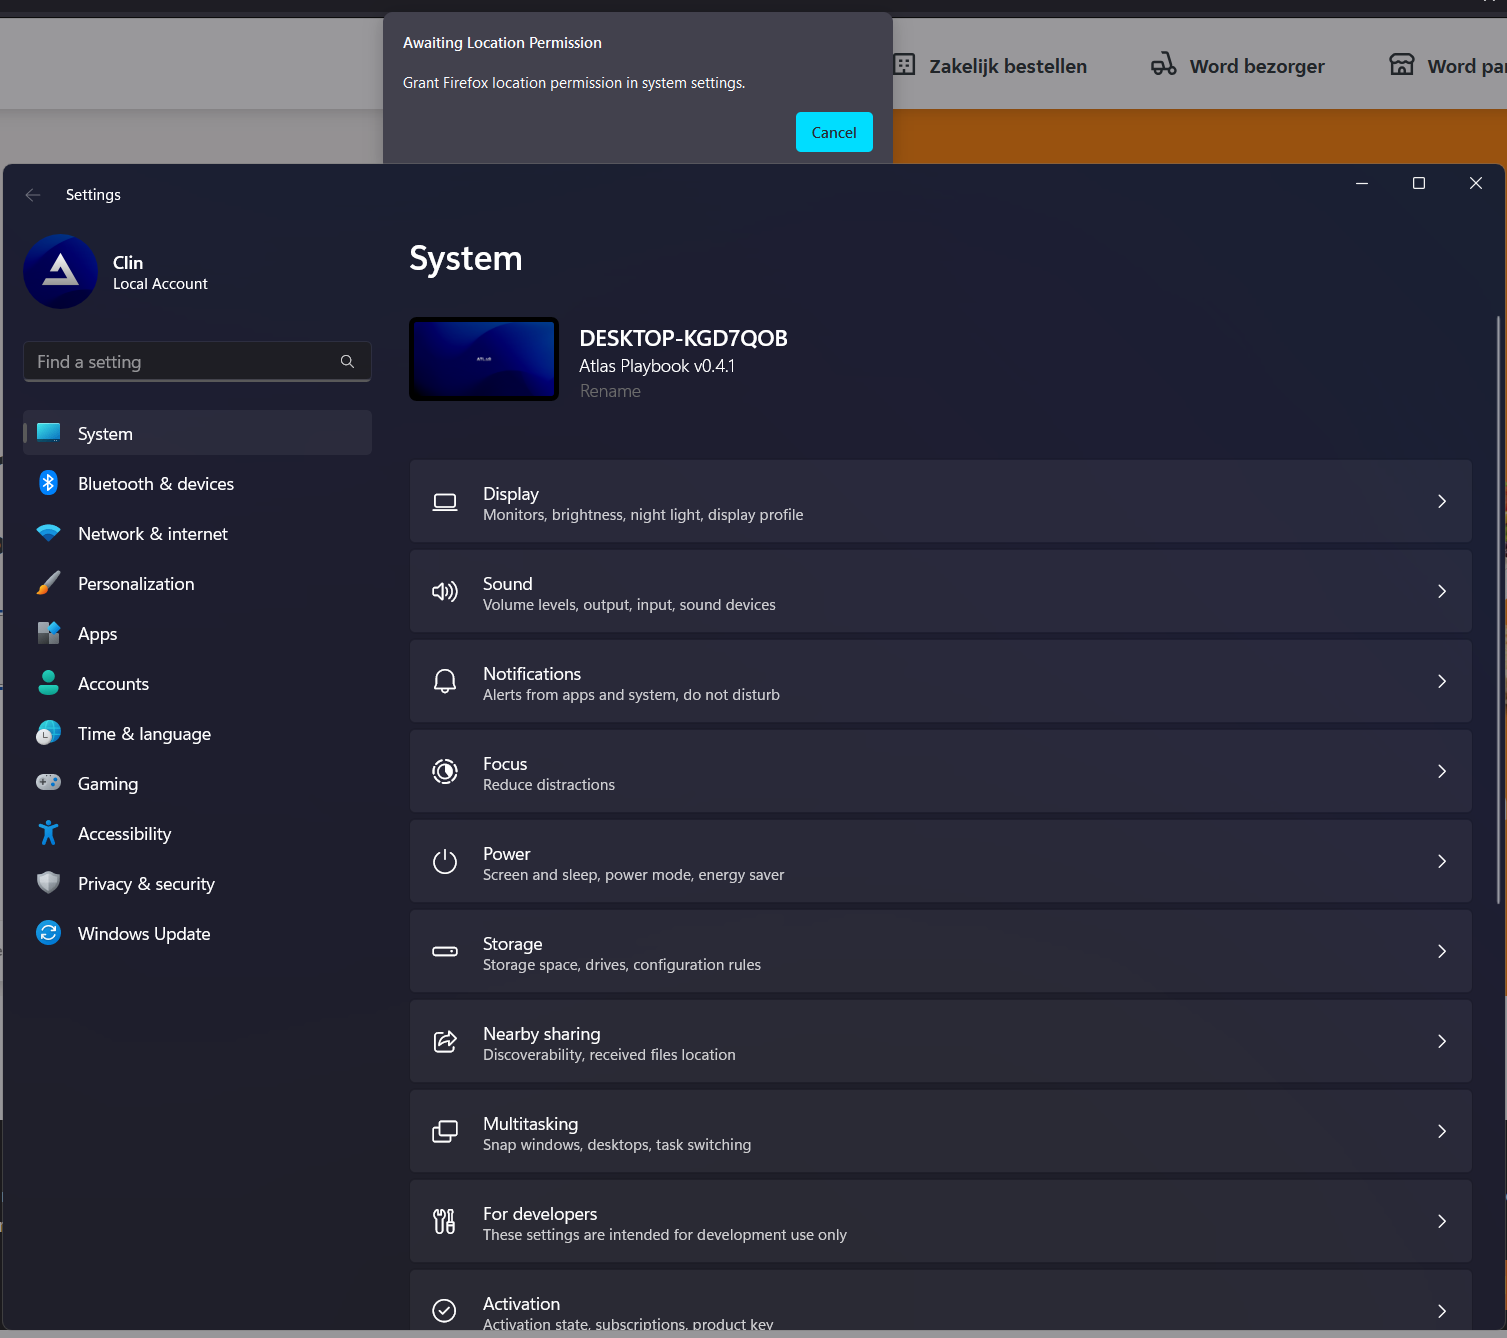 Awaiting Location Permission
Grant Firefox location permission in system settings.
Cancel
Zakelijk bestellen
Word bezorger
Word par
Settings
Clin
Local Account
Find a setting
System
Bluetooth & devices
Network & internet
Personalization
Apps
Accounts
Time & language
Gaming
Accessibility
Privacy & security
Windows Update
System
ATLAS
DESKTOP-KGD7QOB
Atlas Playbook v0.4.1
Rename
Display
Monitors, brightness, night light, display profile
Sound
Volume levels, output, input, sound devices
Notifications
Alerts from apps and system, do not disturb
Focus
Reduce distractions
Power
Screen and sleep, power mode, energy saver
Storage
Storage space, drives, configuration rules
Nearby sharing
Discoverability, received files location
Multitasking
Snap windows, desktops, task switching
For developers
These settings are intended for development use only
Activation
Activation state, subscriptions, product key